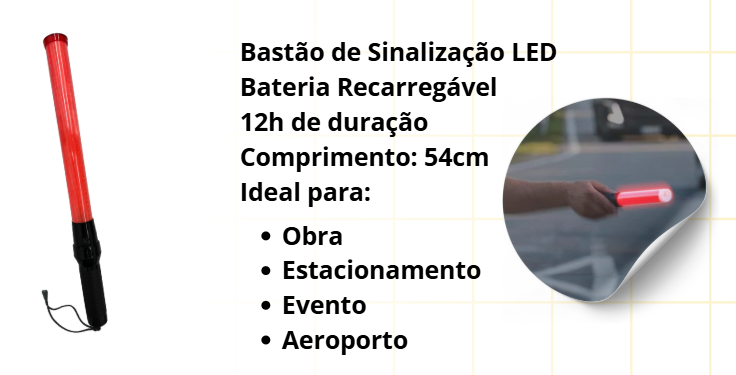 Bastão de Sinalização LED
Bateria Recarregável
12h de duração
Comprimento: 54cm
Ideal para:
• Obra
• Estacionamento
• Evento
• Aeroporto